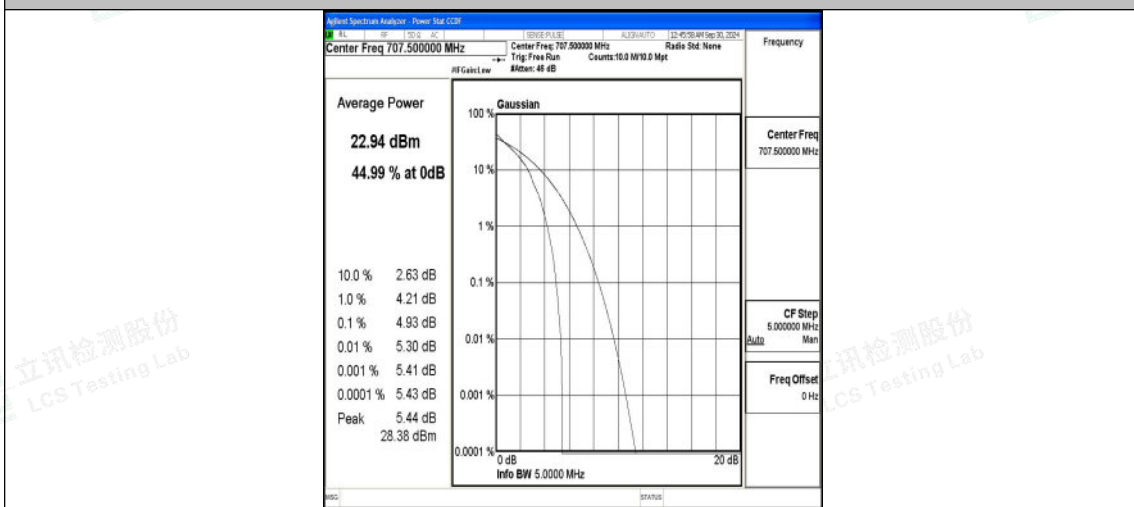 Agilent Spectrum Analyzer - Power Stat CCDF
RL RF 50 Ω AC SENSE:PULSE ALIGNAUTO 12:45:58 AM Sep 30, 2024
Center Freq 707.500000 MHz
Center Freq: 707.500000 MHz Radio Std: None
Trig: Free Run Counts:10.0 M/10.0 Mpt
#IFGain:Low #Atten: 46 dB
Frequency
Average Power
22.94 dBm
44.99 % at 0dB
10.0 % 2.63 dB
1.0 % 4.21 dB
0.1 % 4.93 dB
0.01 % 5.30 dB
0.001 % 5.41 dB
0.0001 % 5.43 dB
Peak 5.44 dB
28.38 dBm
Gaussian
100 %
10 %
1 %
0.1 %
0.01 %
0.001 %
0.0001 %
0 dB 20 dB
Info BW 5.0000 MHz
Center Freq
707.500000 MHz
CF Step
5.000000 MHz
Auto Man
Freq Offset
0 Hz
MSG STATUS
立讯检测股份
LCS Testing Lab
立讯检测股份
LCS Testing Lab